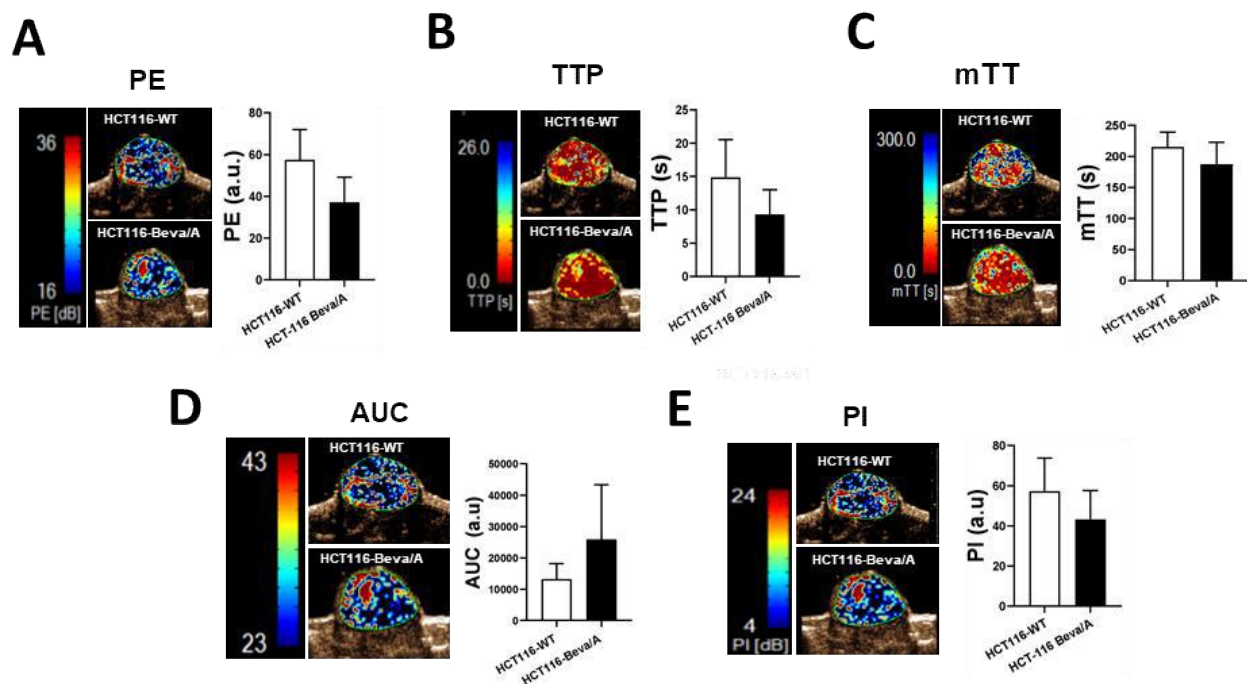 A
PE
36
16
PE [dB]
HCT116-WT
HCT116-Beva/A
PE (a.u.)
80
60
40
20
0
HCT116-WT
HCT-116 Beva/A
B
TTP
26.0
0.0
TTP [s]
HCT116-WT
HCT116-Beva/A
TTP (s)
25
20
15
10
5
0
HCT116-WT
HCT-116 Beva/A
C
mTT
300.0
0.0
mTT [s]
HCT116-WT
HCT116-Beva/A
mTT (s)
250
200
150
100
50
0
HCT116-WT
HCT116-Beva/A
HCT116-WT
D
AUC
43
23
HCT116-WT
HCT116-Beva/A
AUC (a.u)
50000
40000
30000
20000
10000
0
HCT116-WT
HCT116-Beva/A
E
PI
24
4
PI [dB]
HCT116-WT
HCT116-Beva/A
PI (a.u)
80
60
40
20
0
HCT116-WT
HCT-116 Beva/A